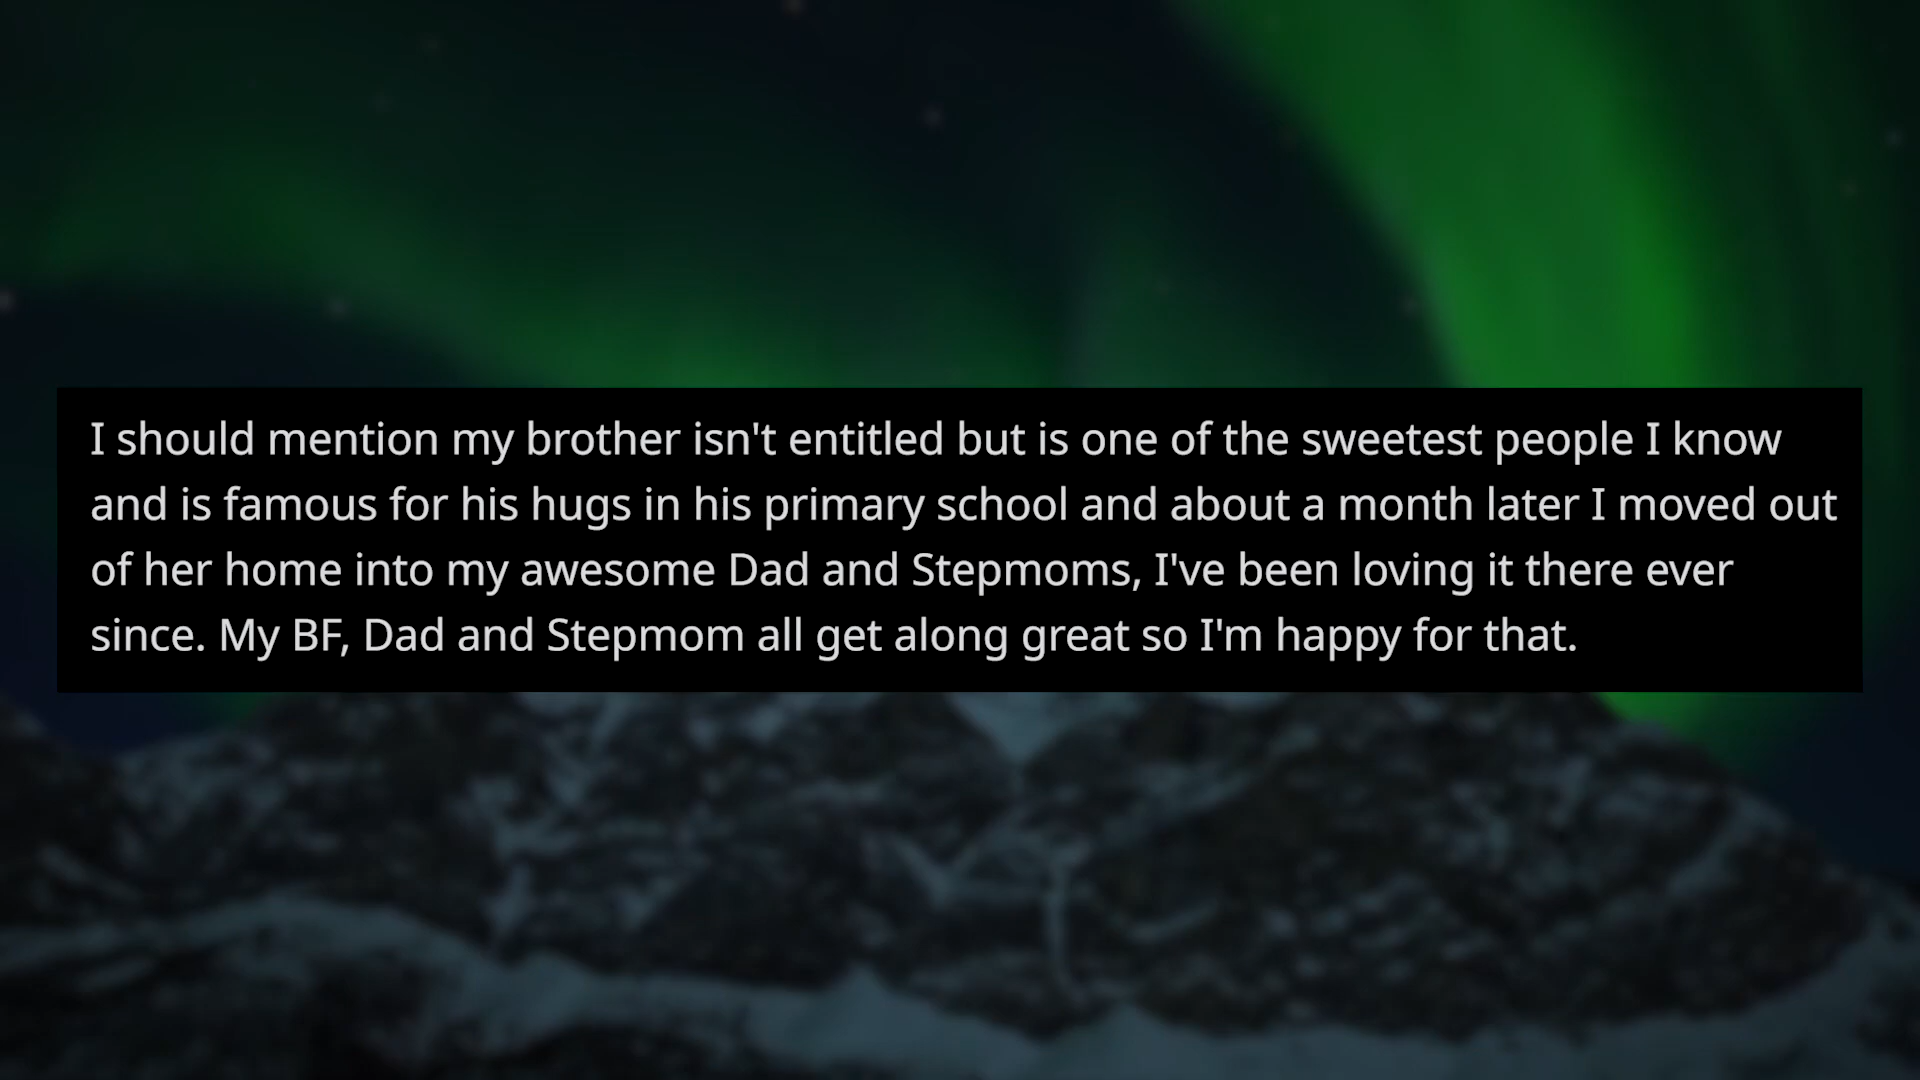 I should mention my brother isn't entitled but is one of the sweetest people I know
and is famous for his hugs in his primary school and about a month later I moved out
of her home into my awesome Dad and Stepmoms, I've been loving it there ever
since. My BF, Dad and Stepmom all get along great so I'm happy for that.